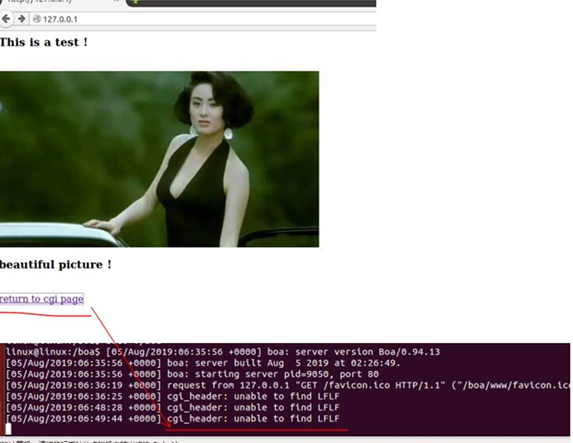 127.0.0.1
This is a test !
beautiful picture !
return to cgi page
linux@linux:/boa$ [05/Aug/2019:06:35:56 +0000] boa: server version Boa/0.94.13
[05/Aug/2019:06:35:56 +0000] boa: server built Aug  5 2019 at 02:26:49.
[05/Aug/2019:06:35:56 +0000] boa: starting server pid=9050, port 80
[05/Aug/2019:06:36:19 +0000] request from 127.0.0.1 "GET /favicon.ico HTTP/1.1" ("/boa/www/favicon.ico
[05/Aug/2019:06:36:25 +0000] cgi_header: unable to find LFLF
[05/Aug/2019:06:48:28 +0000] cgi_header: unable to find LFLF
[05/Aug/2019:06:49:44 +0000] cgi_header: unable to find LFLF